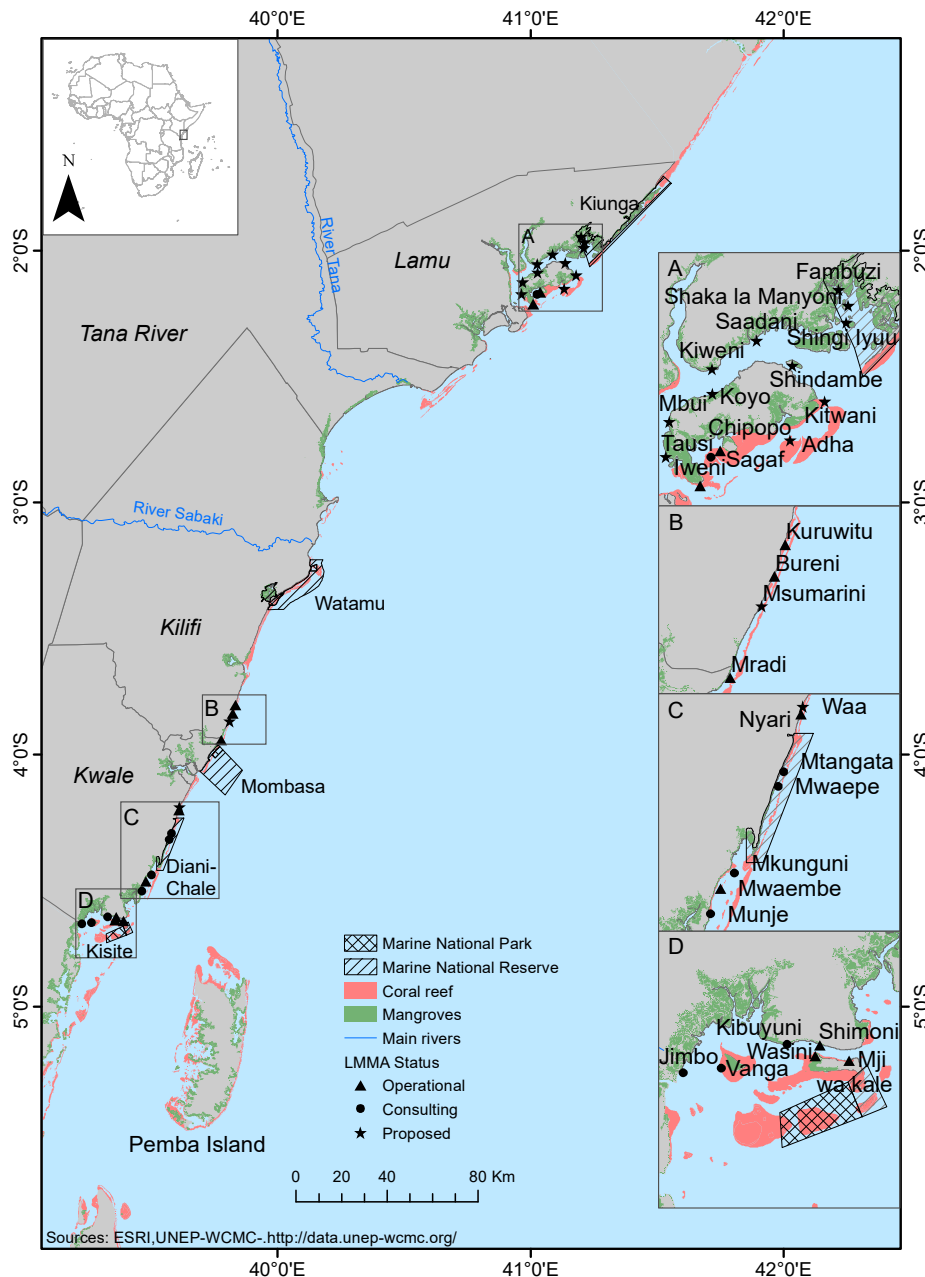 40°0'E
41°0'E
42°0'E
N
2°0'S
3°0'S
4°0'S
5°0'S
River Tana
Kiunga
A
Lamu
Tana River
River Sabaki
Watamu
Kilifi
B
Mombasa
Kwale
C
Diani-
Chale
D
Kisite
Pemba Island
Marine National Park
Marine National Reserve
Coral reef
Mangroves
Main rivers
LMMA Status
Operational
Consulting
Proposed
0 20 40 80 Km
Sources: ESRI,UNEP-WCMC-.http://data.unep-wcmc.org/
A
Fambuzi
Shaka la Manyoni
Saadani
Shingi Iyuu
Kiweni
Shindambe
Mbui
Koyo
Kitwani
Chipopo
Tausi
Adha
Iweni
Sagaf
B
Kuruwitu
Bureni
Msumarini
Mradi
C
Waa
Nyari
Mtangata
Mwaepe
Mkunguni
Mwaembe
Munje
D
Kibuyuni
Shimoni
Jimbo
Wasini
Mji
wa kale
Vanga
40°0'E
41°0'E
42°0'E